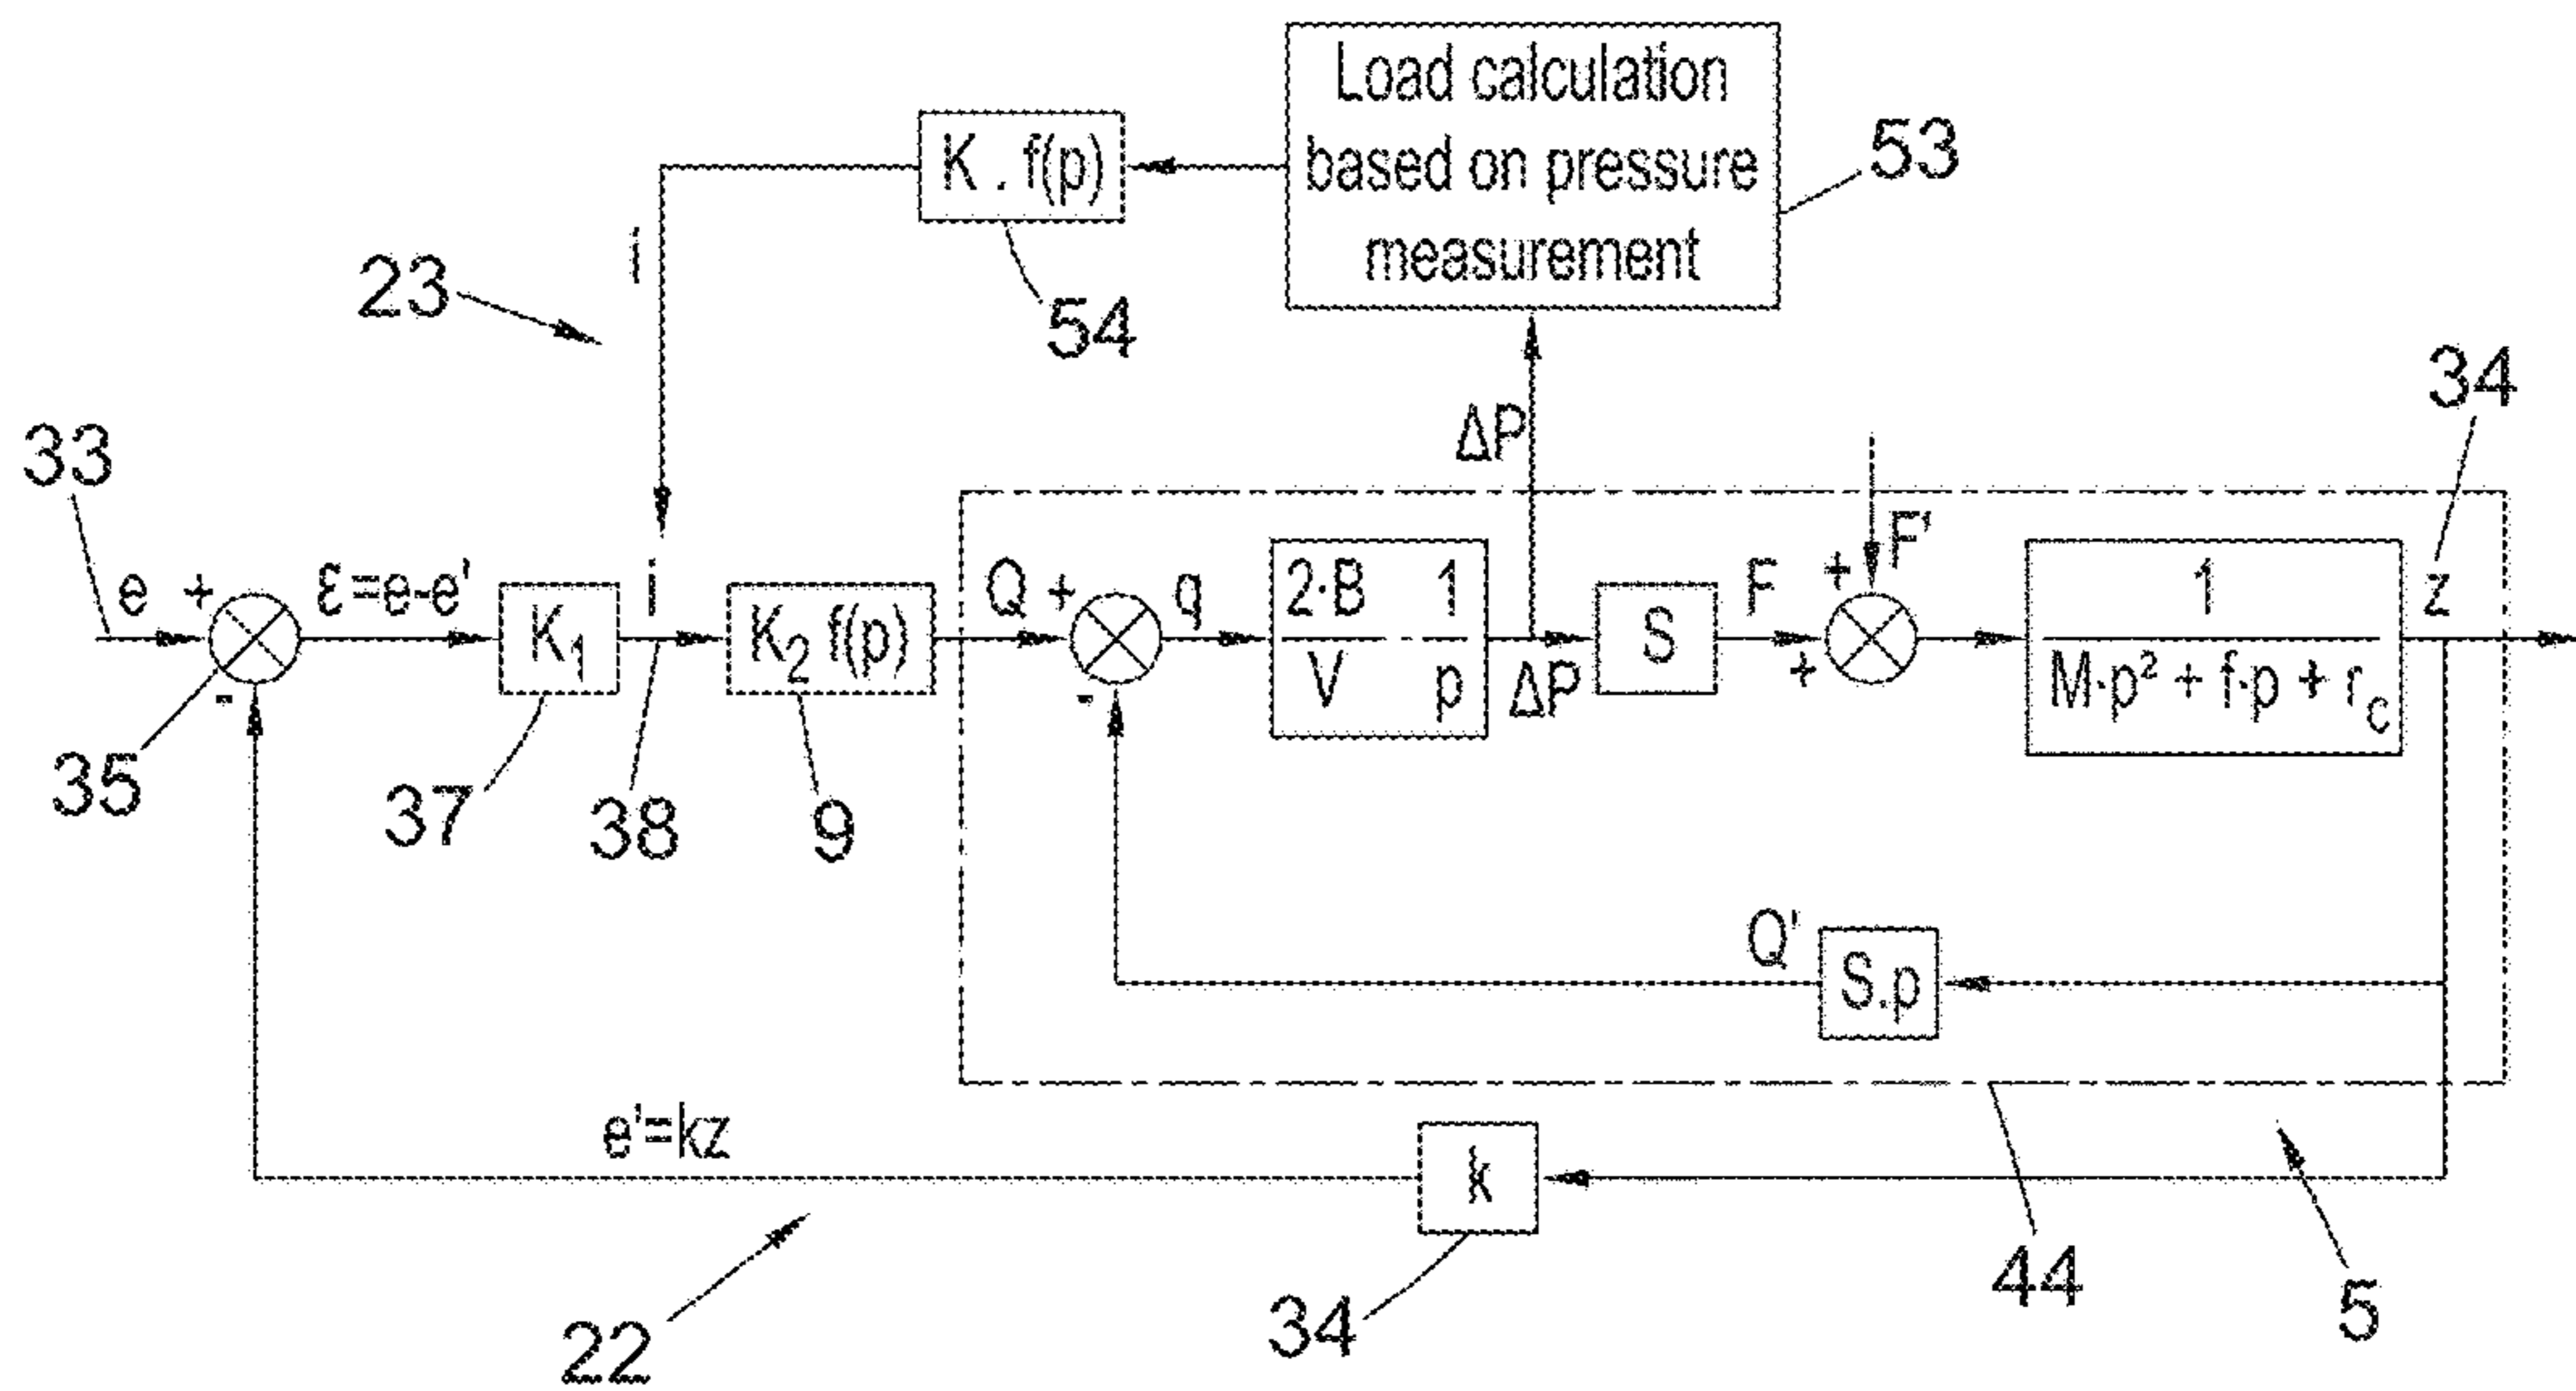 Load calculation
based on pressure
measurement
53
K . f(p)
54
i
23
ΔP
34
33
e
+
-
35
ε=e-e'
K₁
37
i
38
K₂ f(p)
9
Q
+
-
q
2·B 1
V · p
ΔP
S
F
+
+
F'
1
M·p² + f·p + r_c
z
Q'
S.p
e'=kz
k
34
22
44
5